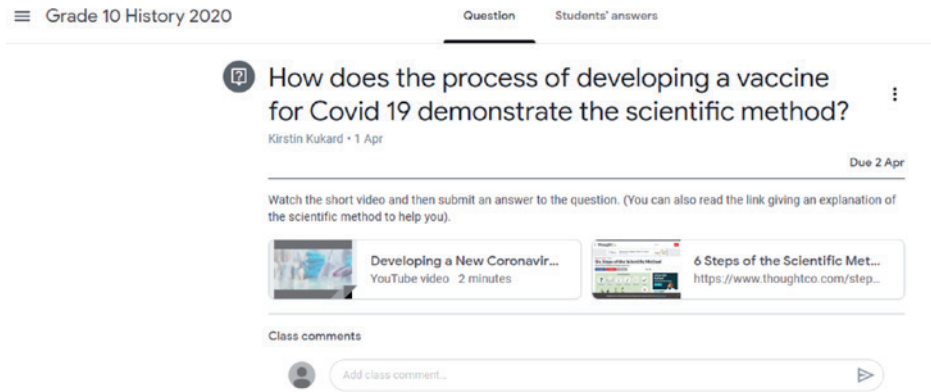 Grade 10 History 2020
Question
Students' answers
How does the process of developing a vaccine
for Covid 19 demonstrate the scientific method?
Kirstin Kukard • 1 Apr
Due 2 Apr
Watch the short video and then submit an answer to the question. (You can also read the link giving an explanation of
the scientific method to help you).
Developing a New Coronavir...
YouTube video 2 minutes
6 Steps of the Scientific Met...
https://www.thoughtco.com/step...
Class comments
Add class comment...